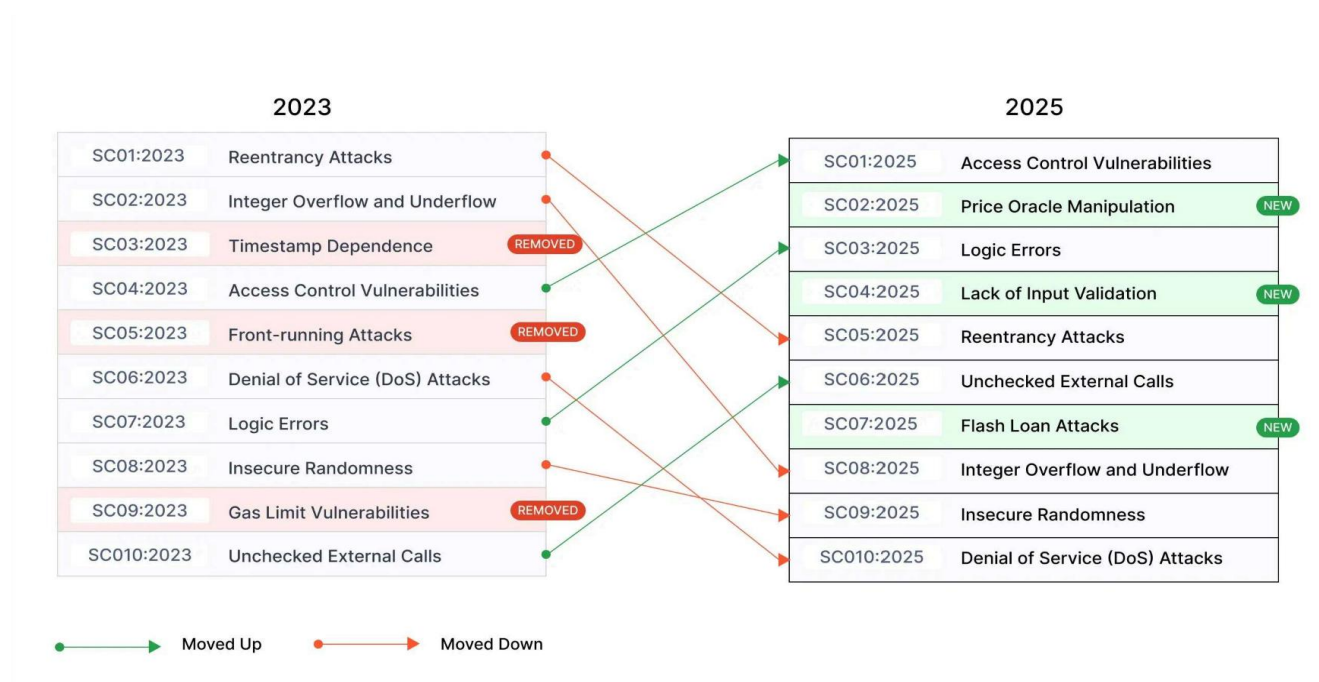 2023
SC01:2023 Reentrancy Attacks
SC02:2023 Integer Overflow and Underflow
SC03:2023 Timestamp Dependence REMOVED
SC04:2023 Access Control Vulnerabilities
SC05:2023 Front-running Attacks REMOVED
SC06:2023 Denial of Service (DoS) Attacks
SC07:2023 Logic Errors
SC08:2023 Insecure Randomness
SC09:2023 Gas Limit Vulnerabilities REMOVED
SC010:2023 Unchecked External Calls
2025
SC01:2025 Access Control Vulnerabilities
SC02:2025 Price Oracle Manipulation NEW
SC03:2025 Logic Errors
SC04:2025 Lack of Input Validation NEW
SC05:2025 Reentrancy Attacks
SC06:2025 Unchecked External Calls
SC07:2025 Flash Loan Attacks NEW
SC08:2025 Integer Overflow and Underflow
SC09:2025 Insecure Randomness
SC010:2025 Denial of Service (DoS) Attacks
Moved Up Moved Down